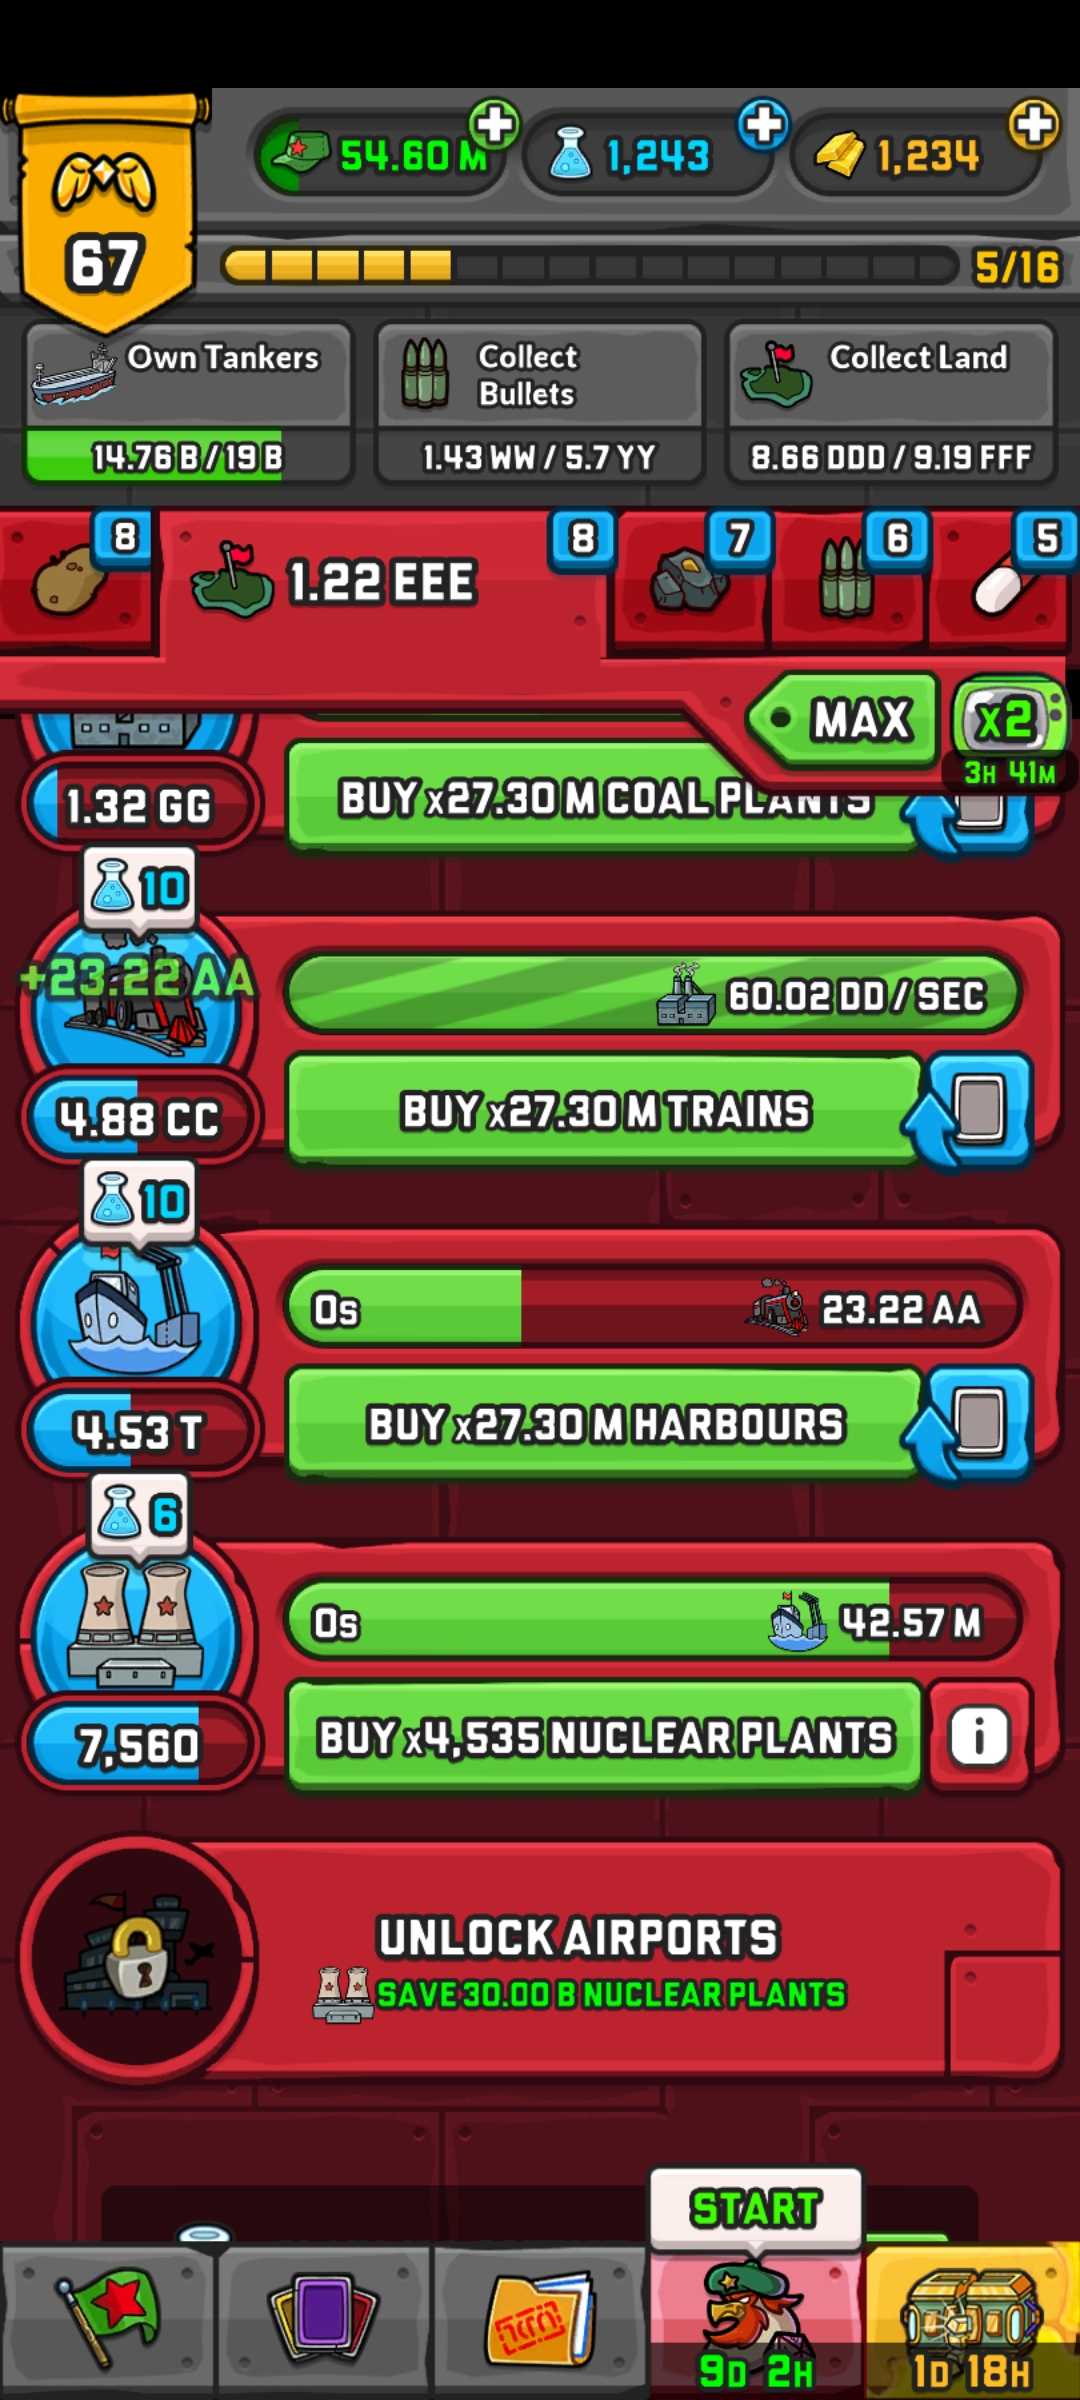 54.60 M
1,243
1,234
67
5/16
Own Tankers
14.76 B / 19 B
Collect
Bullets
1.43 WW / 5.7 YY
Collect Land
8.66 DDD / 9.19 FFF
8
1.22 EEE
8
7
6
5
MAX
x2
3H 41M
1.32 GG
BUY x27.30 M COAL PLANTS
10
+23.22 AA
60.02 DD / SEC
4.88 CC
BUY x27.30 M TRAINS
10
0s
23.22 AA
4.53 T
BUY x27.30 M HARBOURS
6
0s
42.57 M
7,560
BUY x4,535 NUCLEAR PLANTS
i
UNLOCK AIRPORTS
SAVE 30.00 B NUCLEAR PLANTS
START
9D 2H
1D 18H